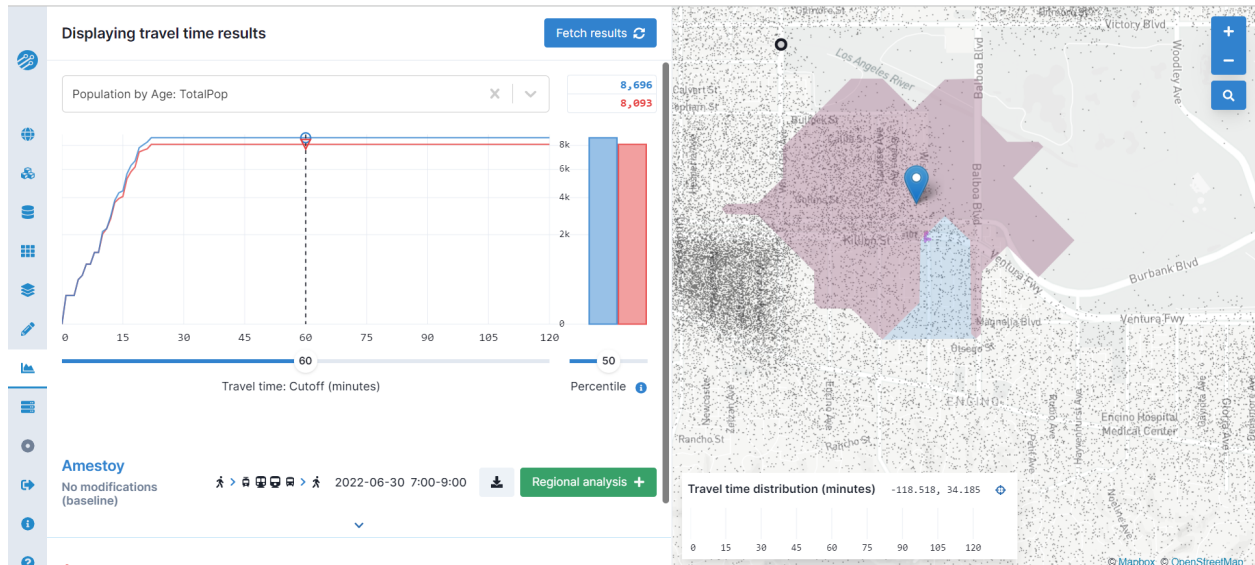 Displaying travel time results
Fetch results
Population by Age: TotalPop
8,696
8,093
8k
6k
4k
2k
0
0 15 30 45 60 75 90 105 120
60
50
Travel time: Cutoff (minutes)
Percentile
Amestoy
No modifications
(baseline)
2022-06-30 7:00-9:00
Regional analysis +
Victory Blvd
Woodley Ave
Balboa Blvd
Los Angeles River
Calvert St
Killion St
Balboa Blvd
Ventura Fwy
Burbank Blvd
Magnolia Blvd
Ventura Fwy
Otsego St
ENCINO
Newcastle
Zelzah Ave
Encino Hospital
Medical Center
Rancho St
Rancho St
Travel time distribution (minutes) -118.518, 34.185
0 15 30 45 60 75 90 105 120
© Mapbox © OpenStreetMap